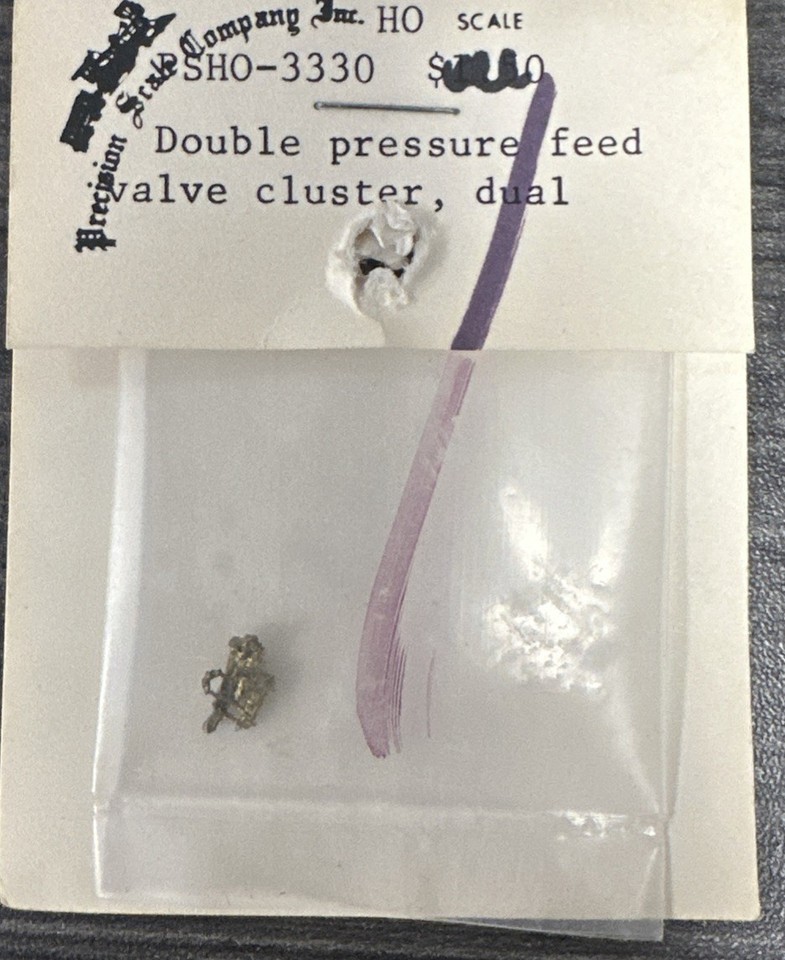 Precision Scale Company Inc. HO SCALE
PSHO-3330 $
Double pressure feed
valve cluster, dual